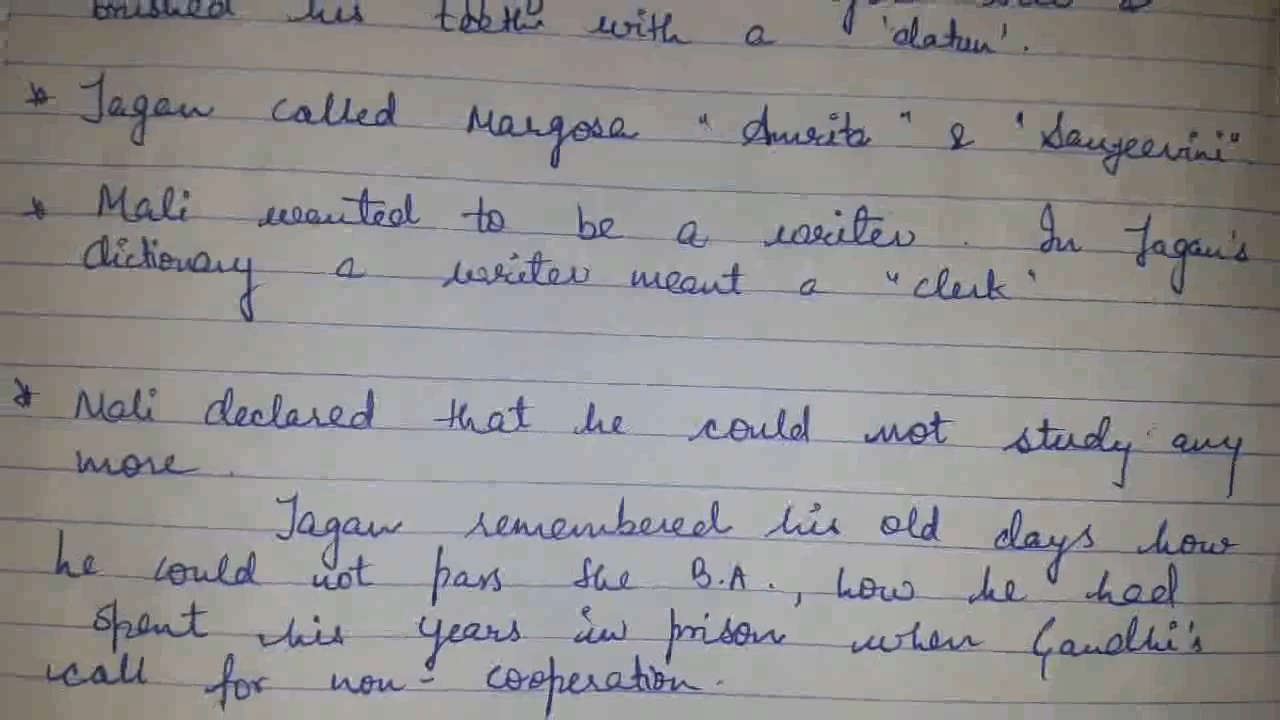 brushed his teeth with a 'datun'.
* Jagan called Margosa "Amrita" & "Sanjeevini"
* Mali wanted to be a writer. In Jagan's
dictionary a writer meant a "clerk"
* Mali declared that he could not study any
more.
Jagan remembered his old days how
he could not pass the B.A., how he had
spent his years in prison when Gandhi's
call for non-cooperation.